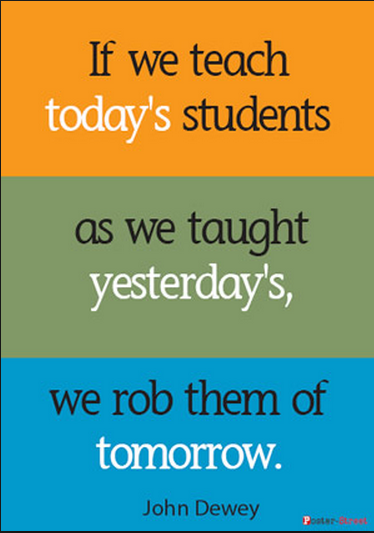 If we teach
today's students
as we taught
yesterday's,
we rob them of
tomorrow.
John Dewey
Poster-Street